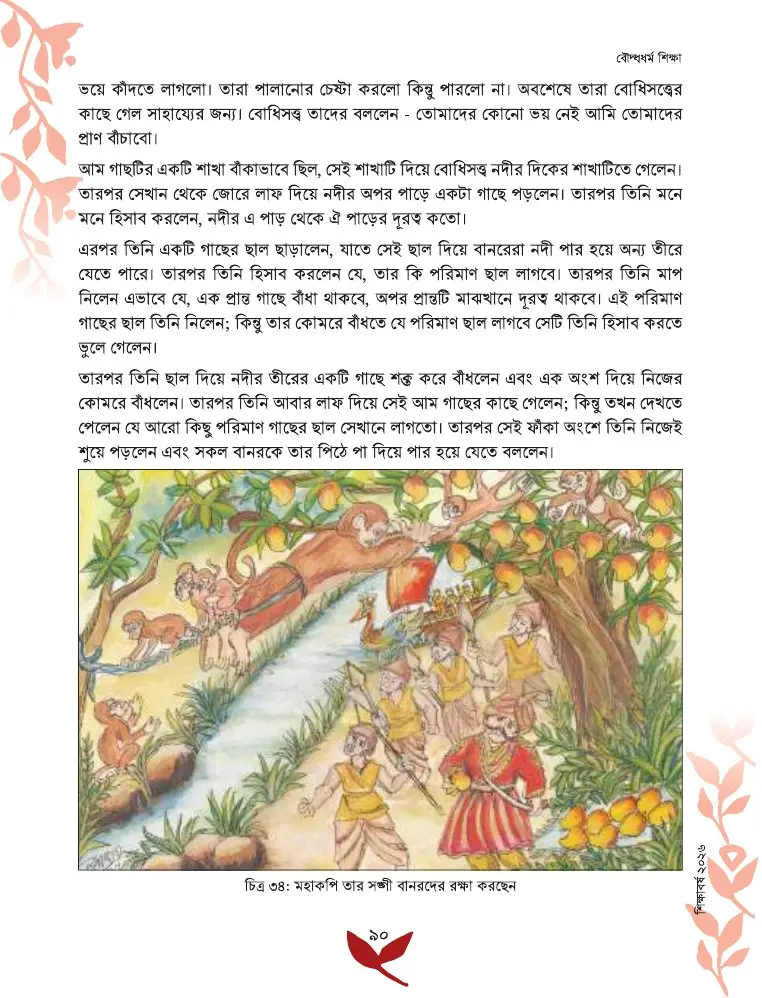 বৌদ্ধধর্ম শিক্ষা
ভয়ে কাঁদতে লাগলো। তারা পালানোর চেষ্টা করলো কিন্তু পারলো না। অবশেষে তারা বোধিসত্ত্বের
কাছে গেল সাহায্যের জন্য। বোধিসত্ত্ব তাদের বললেন - তোমাদের কোনো ভয় নেই আমি তোমাদের
প্রাণ বাঁচাবো।
আম গাছটির একটি শাখা বাঁকাভাবে ছিল, সেই শাখাটি দিয়ে বোধিসত্ত্ব নদীর দিকের শাখাটিতে গেলেন।
তারপর সেখান থেকে জোরে লাফ দিয়ে নদীর অপর পাড়ে একটা গাছে পড়লেন। তারপর তিনি মনে
মনে হিসাব করলেন, নদীর এ পাড় থেকে ঐ পাড়ের দূরত্ব কতো।
এরপর তিনি একটি গাছের ছাল ছাড়ালেন, যাতে সেই ছাল দিয়ে বানরেরা নদী পার হয়ে অন্য তীরে
যেতে পারে। তারপর তিনি হিসাব করলেন যে, তার কি পরিমাণ ছাল লাগবে। তারপর তিনি মাপ
নিলেন এভাবে যে, এক প্রান্ত গাছে বাঁধা থাকবে, অপর প্রান্তটি মাঝখানে দূরত্ব থাকবে। এই পরিমাণ
গাছের ছাল তিনি নিলেন; কিন্তু তার কোমরে বাঁধতে যে পরিমাণ ছাল লাগবে সেটি তিনি হিসাব করতে
ভুলে গেলেন।
তারপর তিনি ছাল দিয়ে নদীর তীরের একটি গাছে শক্ত করে বাঁধলেন এবং এক অংশ দিয়ে নিজের
কোমরে বাঁধলেন। তারপর তিনি আবার লাফ দিয়ে সেই আম গাছের কাছে গেলেন; কিন্তু তখন দেখতে
পেলেন যে আরো কিছু পরিমাণ গাছের ছাল সেখানে লাগতো। তারপর সেই ফাঁকা অংশে তিনি নিজেই
শুয়ে পড়লেন এবং সকল বানরকে তার পিঠে পা দিয়ে পার হয়ে যেতে বললেন।
চিত্র ৩৪: মহাকপি তার সঙ্গী বানরদের রক্ষা করছেন
শিক্ষাবর্ষ ২০২৬
৯০